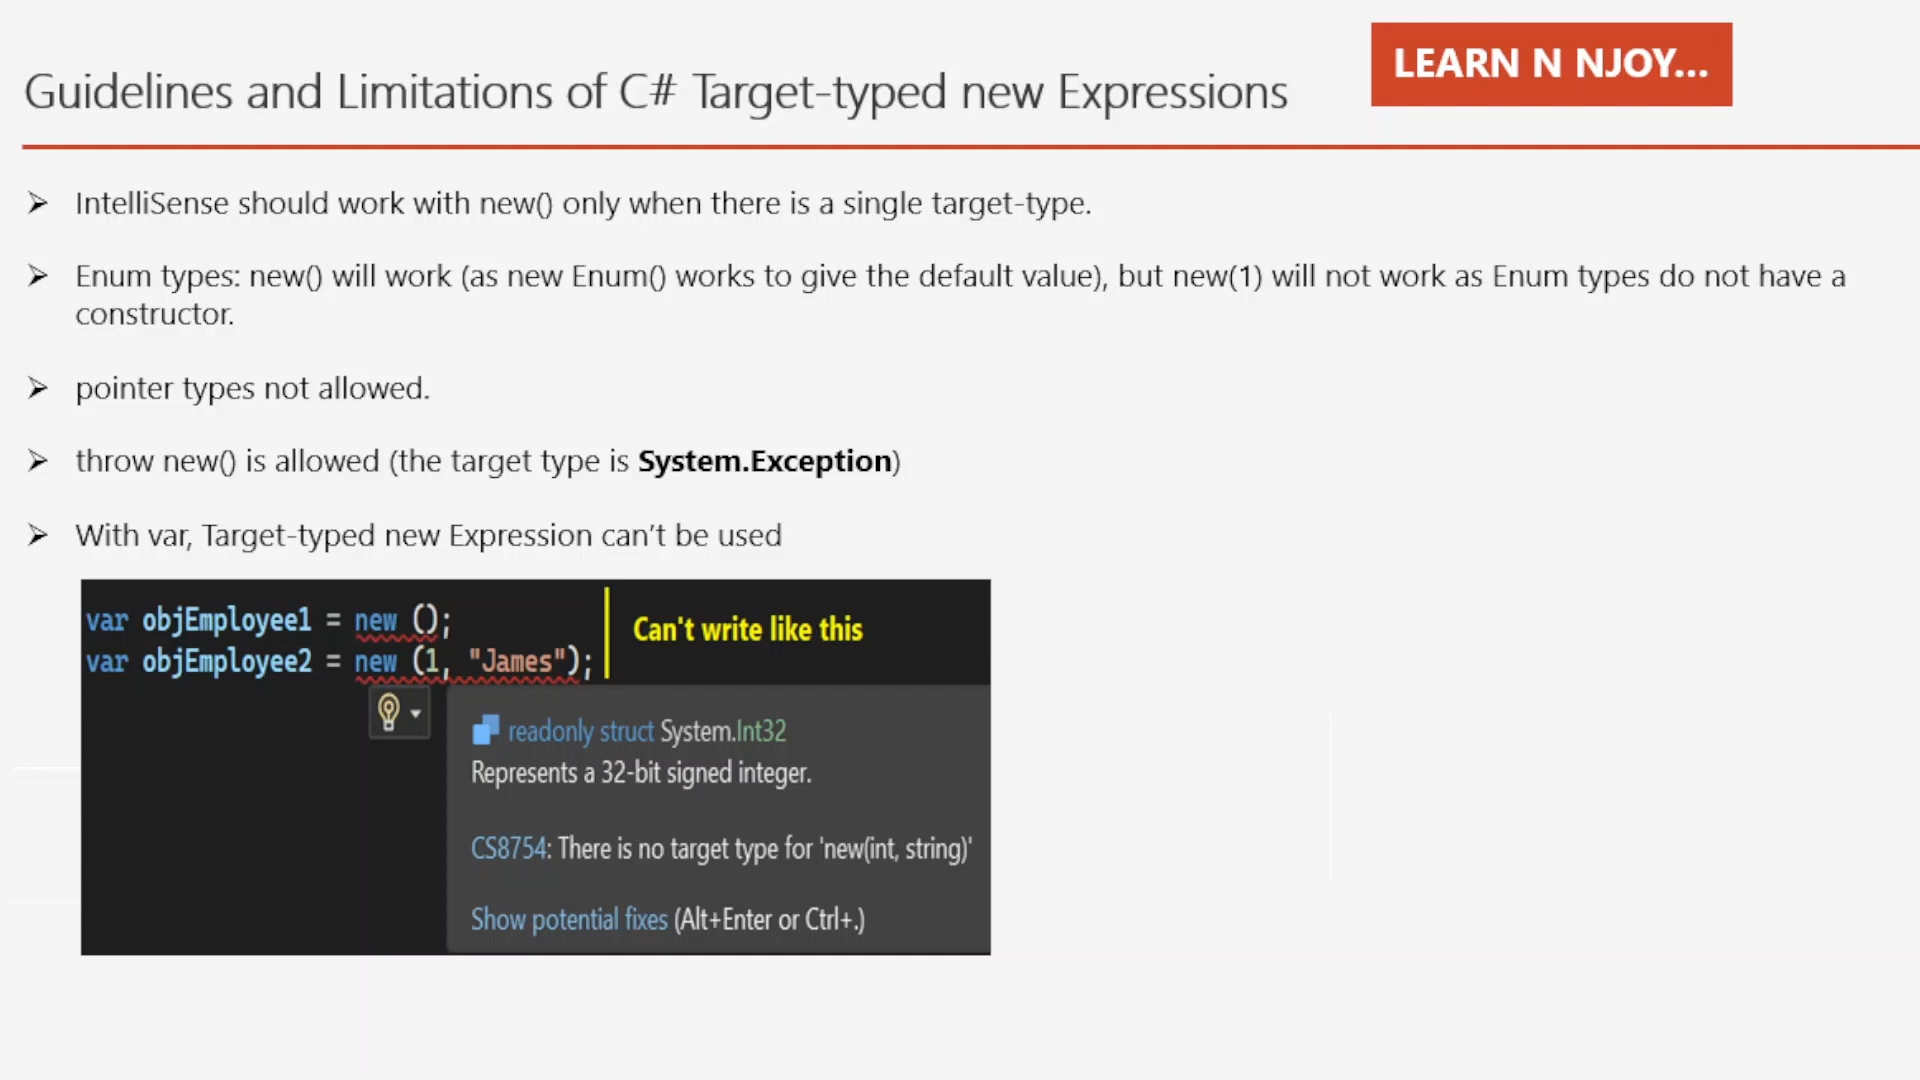 LEARN N NJOY...
Guidelines and Limitations of C# Target-typed new Expressions
➢ IntelliSense should work with new() only when there is a single target-type.
➢ Enum types: new() will work (as new Enum() works to give the default value), but new(1) will not work as Enum types do not have a
constructor.
➢ pointer types not allowed.
➢ throw new() is allowed (the target type is System.Exception)
➢ With var, Target-typed new Expression can’t be used
var objEmployee1 = new ();
var objEmployee2 = new (1, "James");
Can't write like this
readonly struct System.Int32
Represents a 32-bit signed integer.
CS8754: There is no target type for 'new(int, string)'
Show potential fixes (Alt+Enter or Ctrl+.)